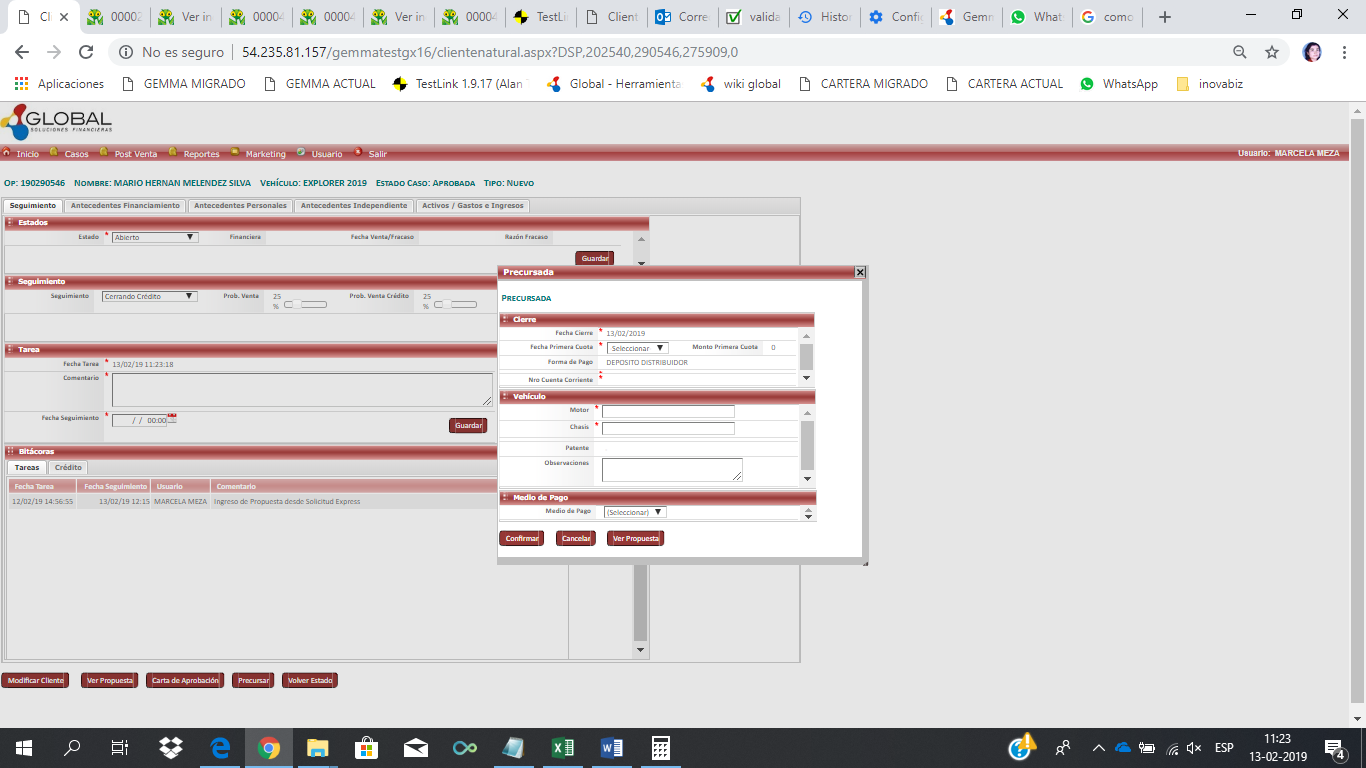 Cl
0000
Ver in
0000
0000
Ver in
0000
TestLi
Client
Corre
valida
Histor
Config
Gemm
What
como
No es seguro | 54.235.81.157/gemmatestgx16/clientenatural.aspx?DSP,202540,290546,275909,0
Aplicaciones GEMMA MIGRADO GEMMA ACTUAL TestLink 1.9.17 (Alan Global - Herramienta wiki global CARTERA MIGRADO CARTERA ACTUAL WhatsApp inovabiz
GLOBAL
SOLUCIONES FINANCIERAS
Inicio Casos Post Venta Reportes Marketing Usuario Salir Usuario: MARCELA MEZA
Op: 190290546 Nombre: MARIO HERNAN MELENDEZ SILVA Vehículo: EXPLORER 2019 Estado Caso: Aprobada Tipo: Nuevo
Seguimiento Antecedentes Financiamiento Antecedentes Personales Antecedentes Independiente Activos / Gastos e Ingresos
Estados
Estado * Abierto Financiera Fecha Venta/Fracaso Razón Fracaso
Guardar
Seguimiento
Seguimiento Cerrando Crédito Prob. Venta 25 % Prob. Venta Crédito 25 %
Tarea
Fecha Tarea * 13/02/19 11:23:18
Comentario *
Fecha Seguimiento * / / 00:00
Guardar
Bitácoras
Tareas Crédito
Fecha Tarea Fecha Seguimiento Usuario Comentario
12/02/19 14:56:55 13/02/19 12:15 MARCELA MEZA Ingreso de Propuesta desde Solicitud Express
Precursada
Precursada
Cierre
Fecha Cierre * 13/02/2019
Fecha Primera Cuota * Seleccionar Monto Primera Cuota 0
Forma de Pago DEPOSITO DISTRIBUIDOR
Nro Cuenta Corriente *
Vehículo
Motor *
Chasis *
Patente
Observaciones
Medio de Pago
Medio de Pago (Seleccionar)
Confirmar Cancelar Ver Propuesta
Modificar Cliente Ver Propuesta Carta de Aprobación Precursar Volver Estado
ESP
11:23
13-02-2019
4